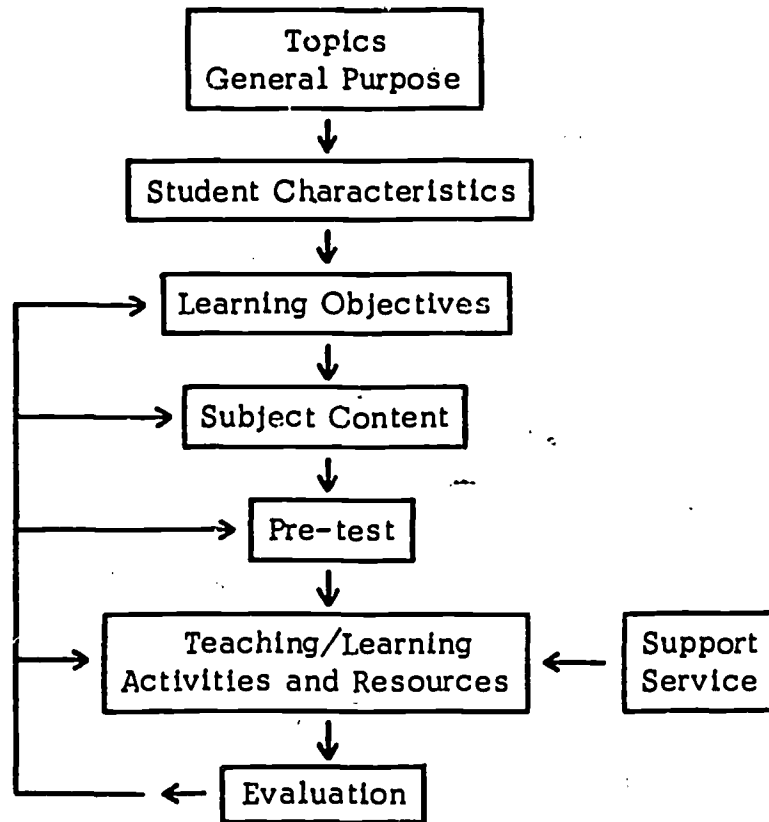 Topics
General Purpose
Student Characteristics
Learning Objectives
Subject Content
Pre-test
Teaching/Learning
Activities and Resources
Support
Service
Evaluation